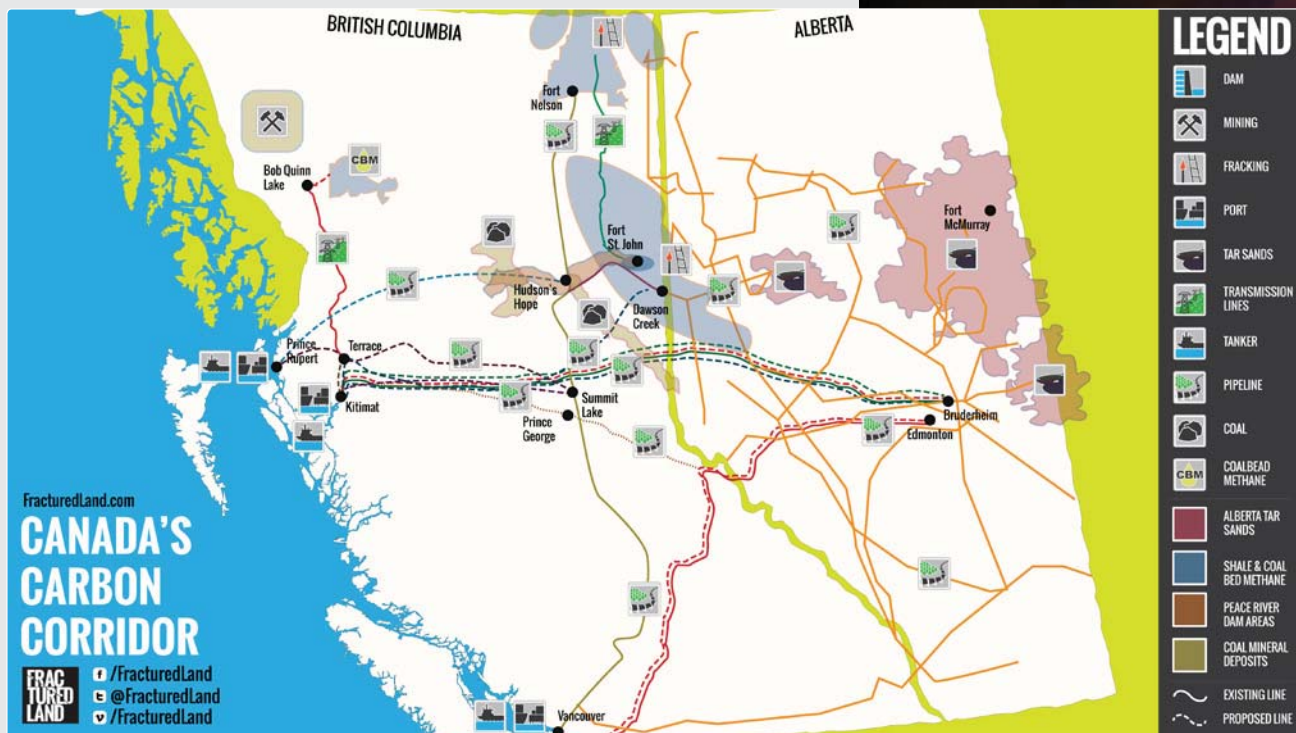 BRITISH COLUMBIA
ALBERTA
Fort
Nelson
CBM
Bob Quinn
Lake
Fort
McMurray
Fort
St. John
Hudson's
Hope
Dawson
Creek
Prince
Rupert
Terrace
Kitimat
Summit
Lake
Prince
George
Bruderheim
Edmonton
Vancouver
FracturedLand.com
CANADA'S
CARBON
CORRIDOR
FRAC
TURED
LAND
f /FracturedLand
t @FracturedLand
v /FracturedLand
LEGEND
DAM
MINING
FRACKING
PORT
TAR SANDS
TRANSMISSION
LINES
TANKER
PIPELINE
COAL
CBM
COALBEAD
METHANE
ALBERTA TAR
SANDS
SHALE & COAL
BED METHANE
PEACE RIVER
DAM AREAS
COAL MINERAL
DEPOSITS
EXISTING LINE
PROPOSED LINE